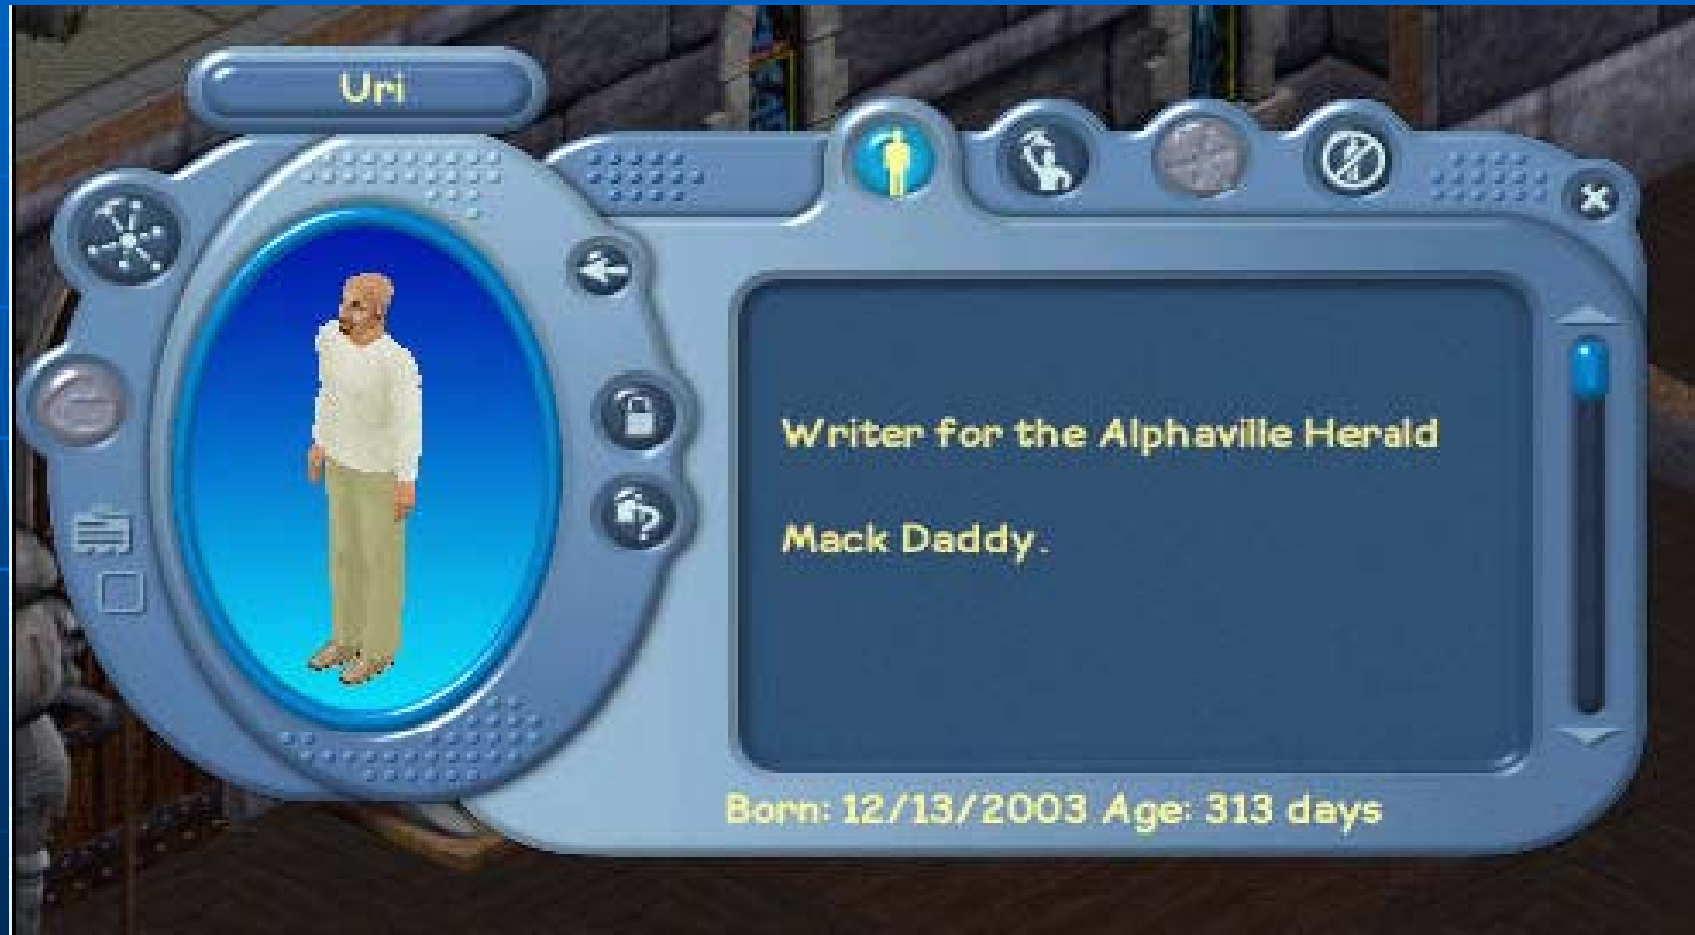 Uri
Writer for the Alphaville Herald
Mack Daddy.
Born: 12/13/2003 Age: 313 days